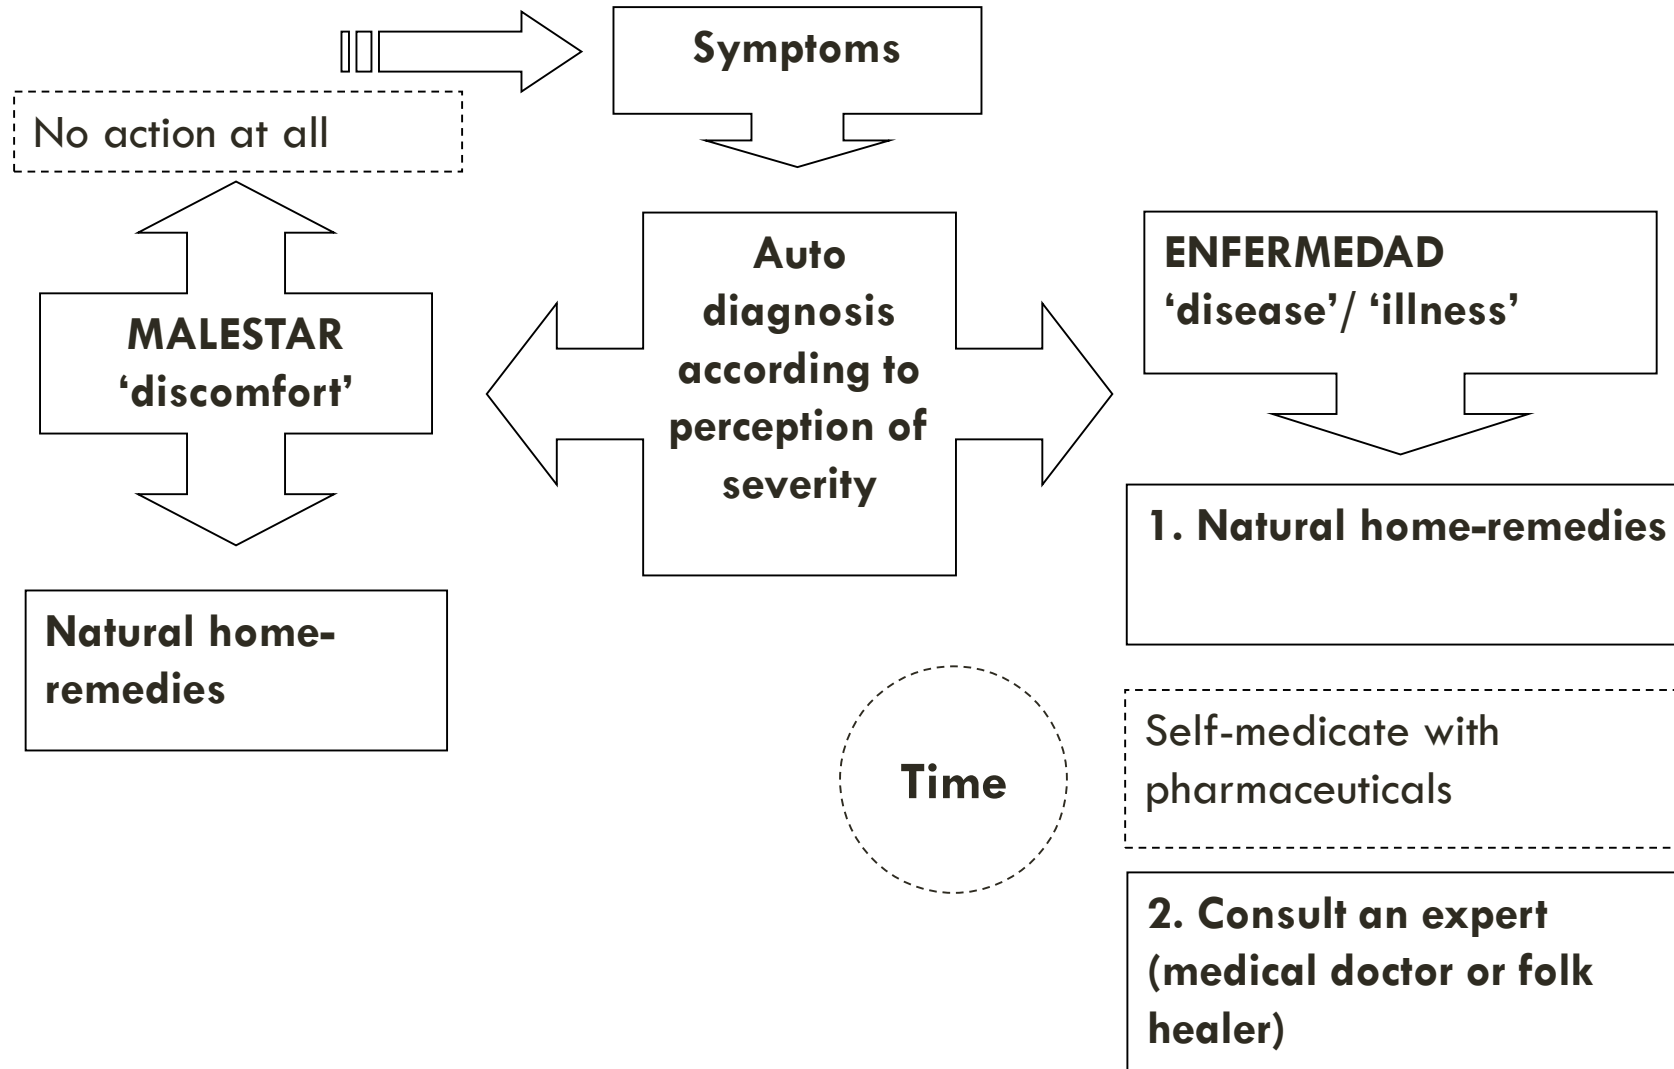 Symptoms
No action at all
MALESTAR
‘discomfort’
Auto
diagnosis
according to
perception of
severity
ENFERMEDAD
‘disease’/ ‘illness’
Natural home-
remedies
1. Natural home-remedies
Time
Self-medicate with
pharmaceuticals
2. Consult an expert
(medical doctor or folk
healer)